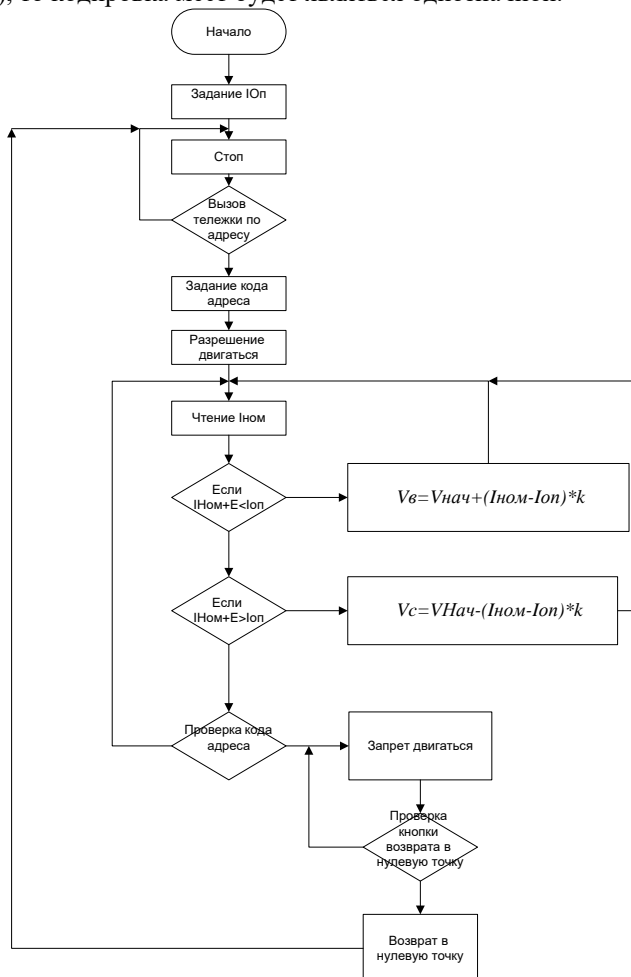 Начало
Задание IОп
Стоп
Вызов
тележки по
адресу
Задание кода
адреса
Разрешение
двигаться
Чтение Iном
Если
IНом+E<Iоп
Vв=Vнач+(Iном-Iоп)*k
Если
IНом+E>Iоп
Vс=VНач-(Iном-Iоп)*k
Проверка кода
адреса
Запрет двигаться
Проверка
кнопки
возврата в
нулевую точку
Возврат в
нулевую точку